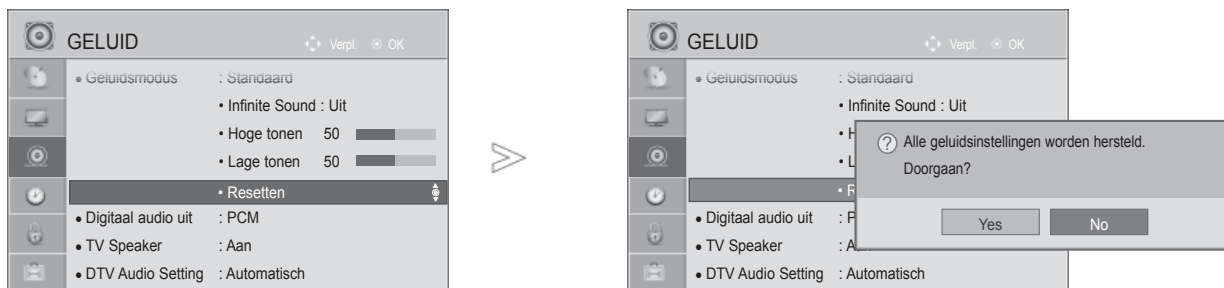 GELUID Verpl. OK
• Geluidsmodus : Standaard
• Infinite Sound : Uit
• Hoge tonen 50
• Lage tonen 50
• Resetten
• Digitaal audio uit : PCM
• TV Speaker : Aan
• DTV Audio Setting : Automatisch
GELUID Verpl. OK
• Geluidsmodus : Standaard
• Infinite Sound : Uit
• H
• L
• R
• Digitaal audio uit : P
• TV Speaker : A
• DTV Audio Setting : Automatisch
? Alle geluidsinstellingen worden hersteld.
Doorgaan?
Yes No